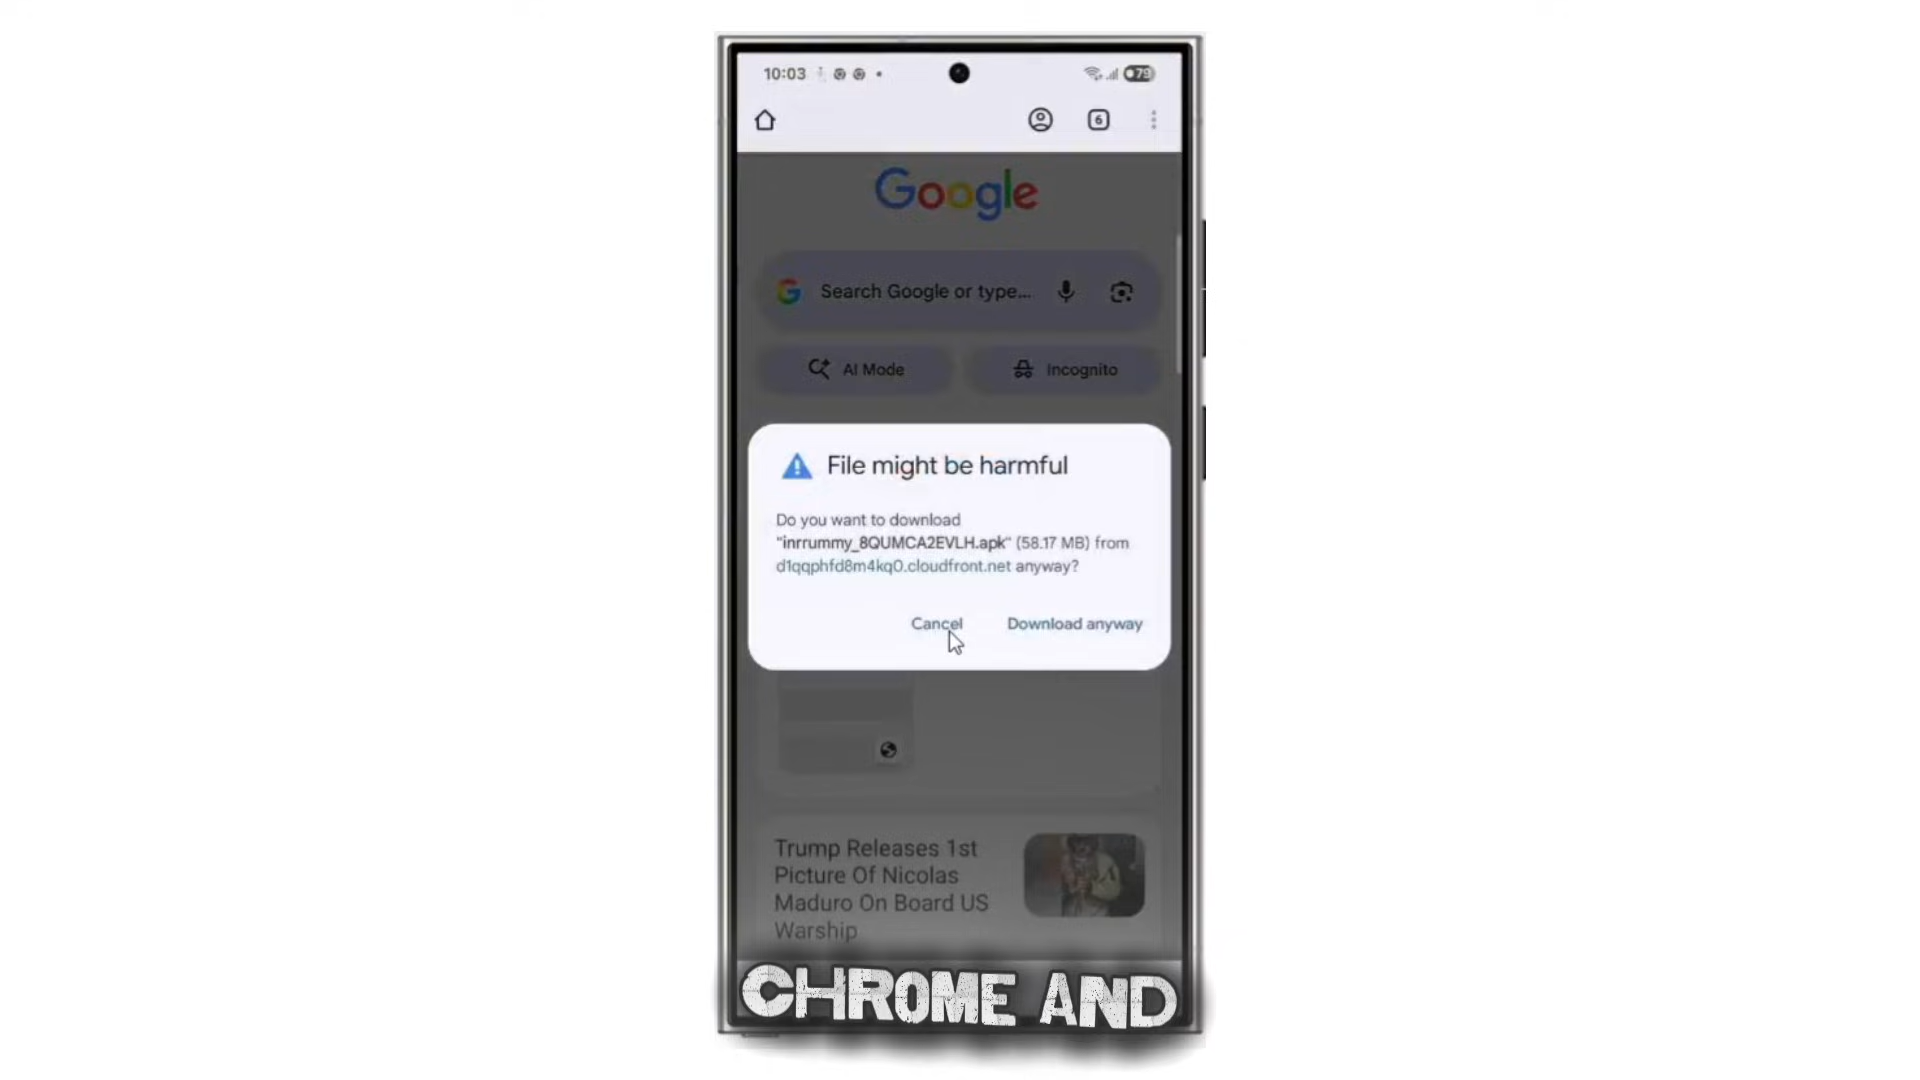 10:03
79
6
Google
Search Google or type...
AI Mode
Incognito
File might be harmful
Do you want to download
"inrrummy_8QUMCA2EVLH.apk" (58.17 MB) from
d1qqphfd8m4kq0.cloudfront.net anyway?
Cancel
Download anyway
Trump Releases 1st
Picture Of Nicolas
Maduro On Board US
Warship
CHROME AND